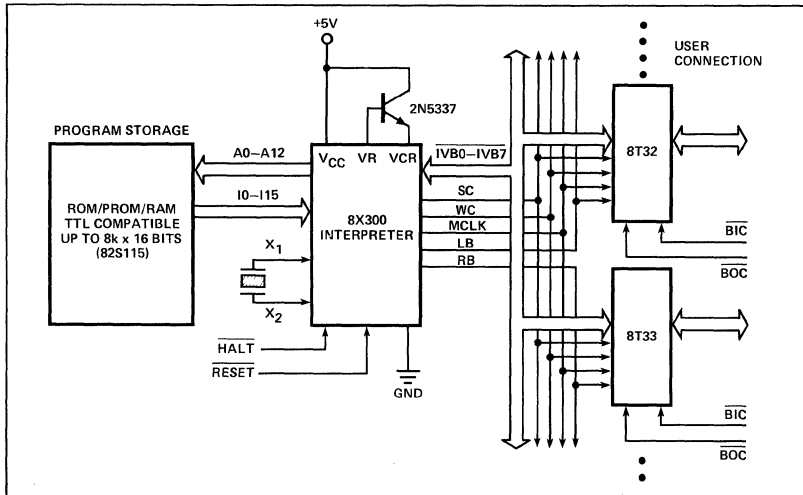 +5V
USER
CONNECTION
2N5337
PROGRAM STORAGE
A0–A12
VCC VR VCR
IVB0–IVB7
8T32
I0–I15
SC
ROM/PROM/RAM
TTL COMPATIBLE
UP TO 8k x 16 BITS
(82S115)
8X300
INTERPRETER
WC
MCLK
LB
RB
X1
X2
BIC
BOC
8T33
HALT
RESET
GND
BIC
BOC